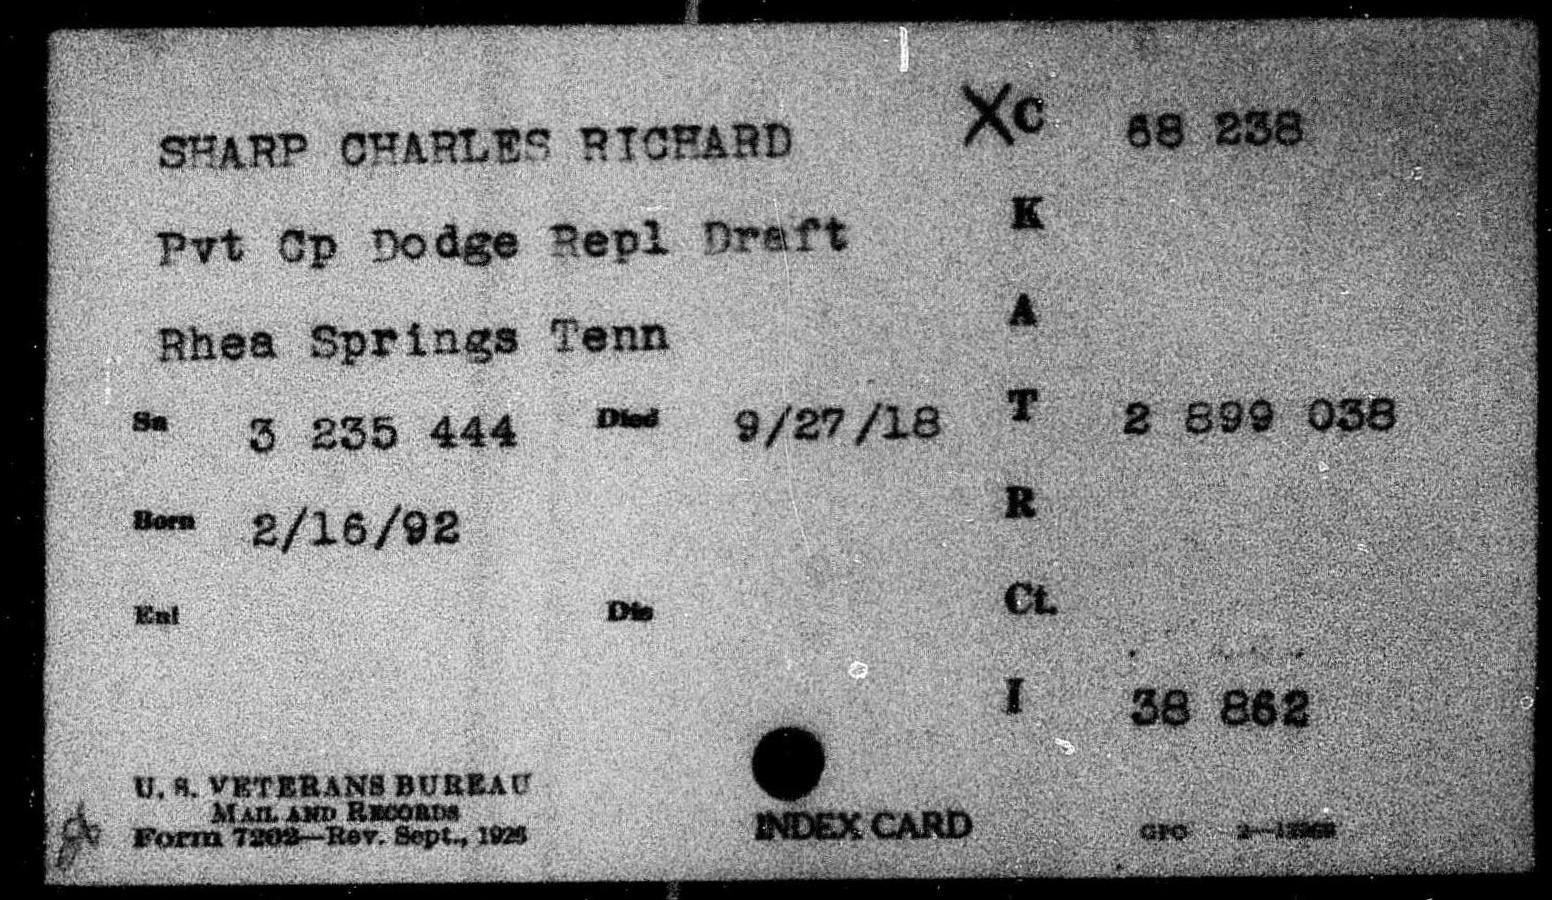 SHARP CHARLES RICHARD XC 68 238
Pvt Cp Dodge Repl Draft K
Rhea Springs Tenn A
Sn 3 235 444 Died 9/27/18 T 2 899 038
Born 2/16/92 R
Enl Dis Ct.
I 38 862
U. S. VETERANS BUREAU
MAIL AND RECORDS
Form 7202—Rev. Sept., 1926 INDEX CARD GPO